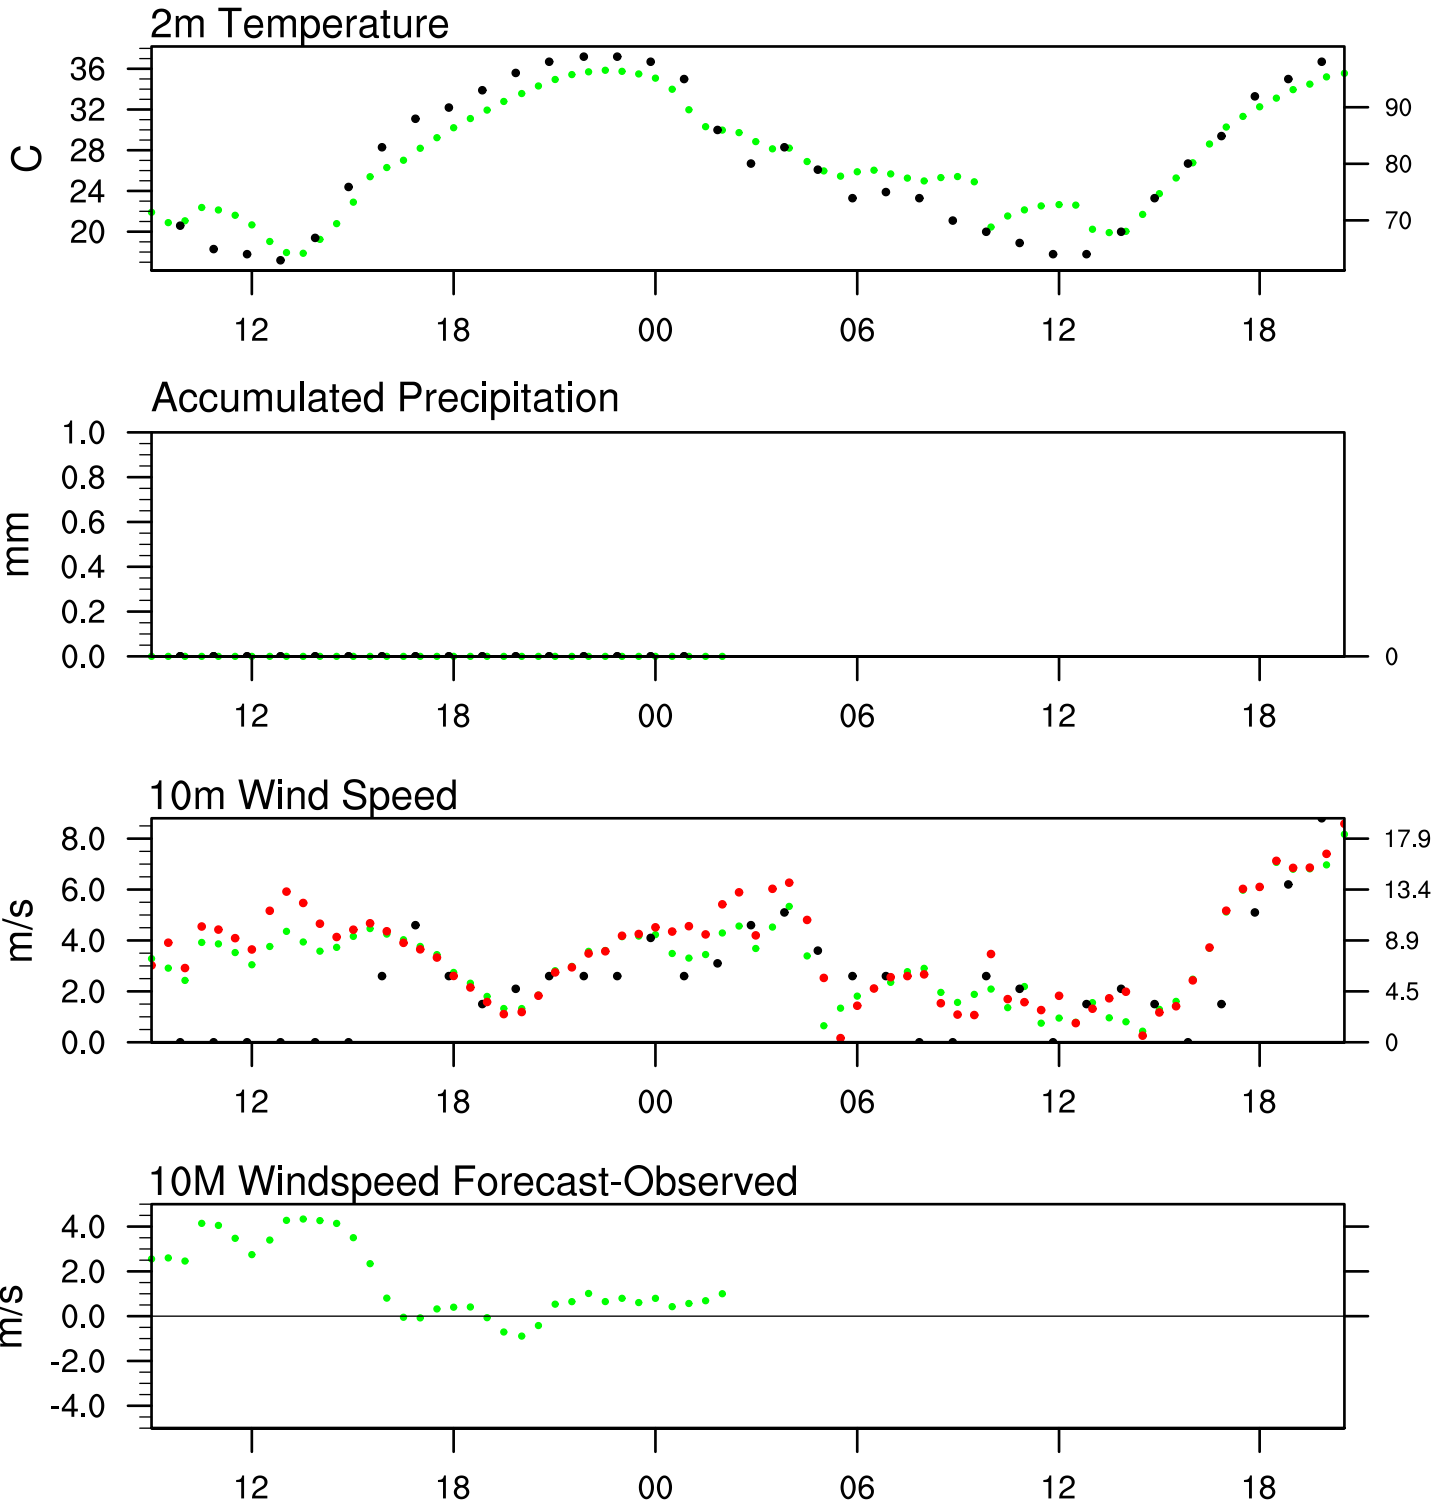 2m Temperature
36
32
28
24
20
C
90
80
70
12 18 00 06 12 18
Accumulated Precipitation
1.0
0.8
0.6
0.4
0.2
0.0
mm
0
12 18 00 06 12 18
10m Wind Speed
8.0
6.0
4.0
2.0
0.0
m/s
17.9
13.4
8.9
4.5
0
12 18 00 06 12 18
10M Windspeed Forecast-Observed
4.0
2.0
0.0
-2.0
-4.0
m/s
12 18 00 06 12 18